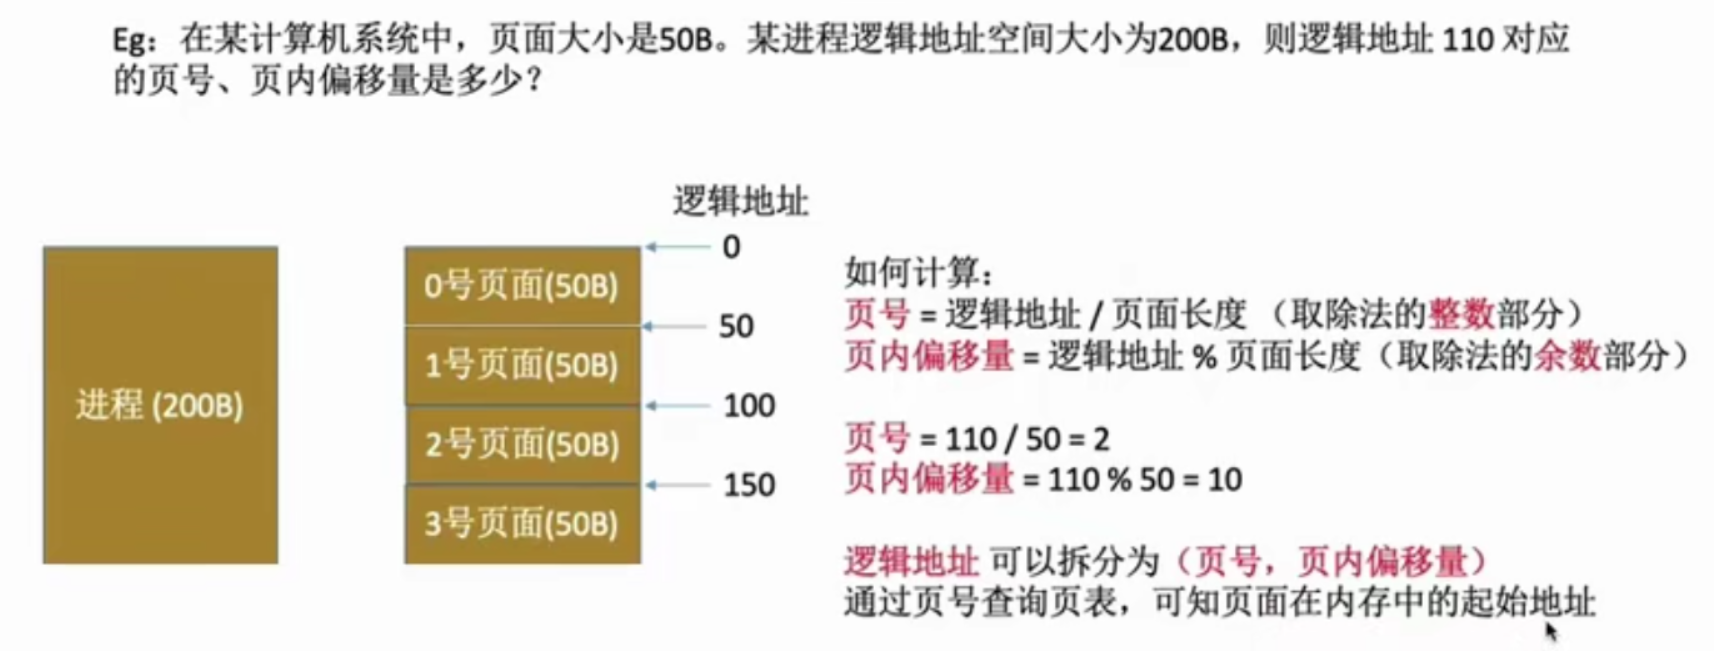 Eg：在某计算机系统中，页面大小是50B。某进程逻辑地址空间大小为200B，则逻辑地址 110 对应
的页号、页内偏移量是多少？
逻辑地址
0
50
100
150
进程 (200B)
0号页面(50B)
1号页面(50B)
2号页面(50B)
3号页面(50B)
如何计算：
页号 = 逻辑地址 / 页面长度 （取除法的整数部分）
页内偏移量 = 逻辑地址 % 页面长度（取除法的余数部分）
页号 = 110 / 50 = 2
页内偏移量 = 110 % 50 = 10
逻辑地址 可以拆分为（页号，页内偏移量）
通过页号查询页表，可知页面在内存中的起始地址